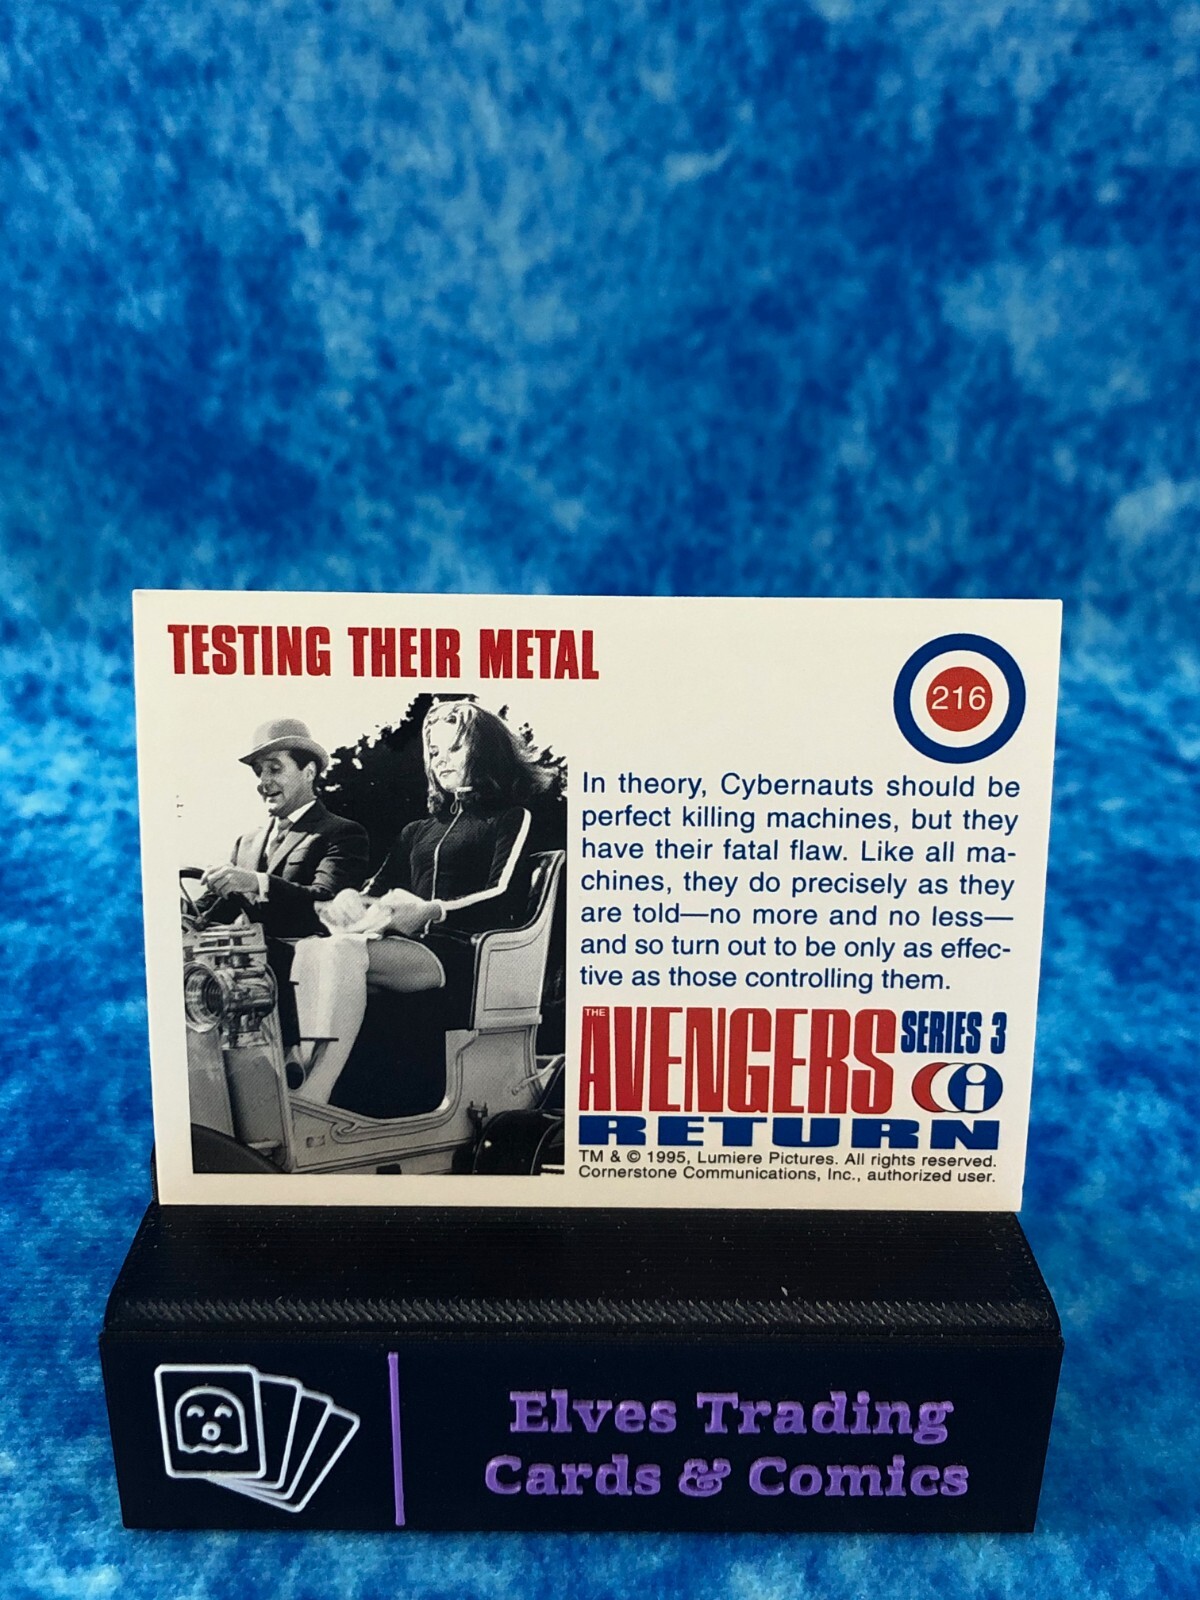 TESTING THEIR METAL
216
In theory, Cybernauts should be
perfect killing machines, but they
have their fatal flaw. Like all ma-
chines, they do precisely as they
are told—no more and no less—
and so turn out to be only as effec-
tive as those controlling them.
THE AVENGERS SERIES 3
Ci
RETURN
TM & © 1995, Lumiere Pictures. All rights reserved.
Cornerstone Communications, Inc., authorized user.
Elves Trading
Cards & Comics